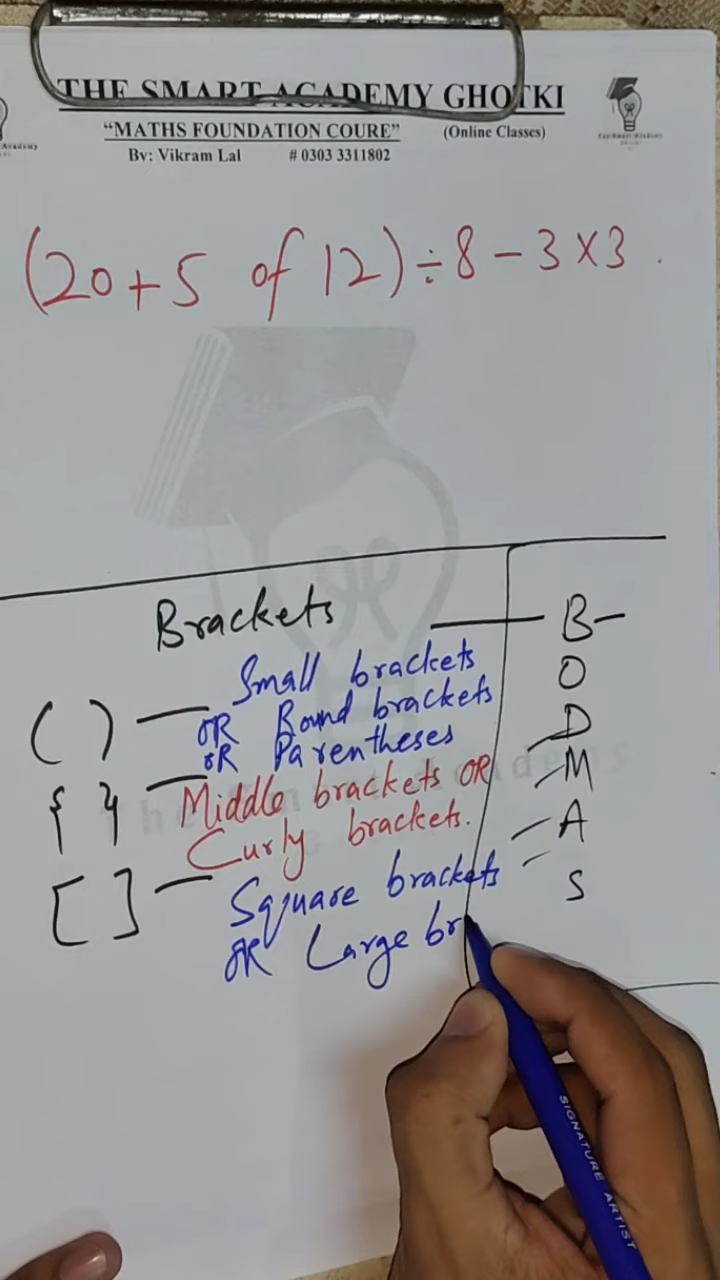 THE SMART ACADEMY GHOTKI
“MATHS FOUNDATION COURE” (Online Classes)
By: Vikram Lal # 0303 3311802
(20+5 of 12) ÷ 8 - 3 × 3 .
Brackets — B —
( ) — Small brackets
OR Round brackets
OR Parentheses
{ } — Middle brackets OR
Curly brackets.
[ ] — Square brackets
OR Large br
O
D
M
A
S
SIGNATURE ARTIST